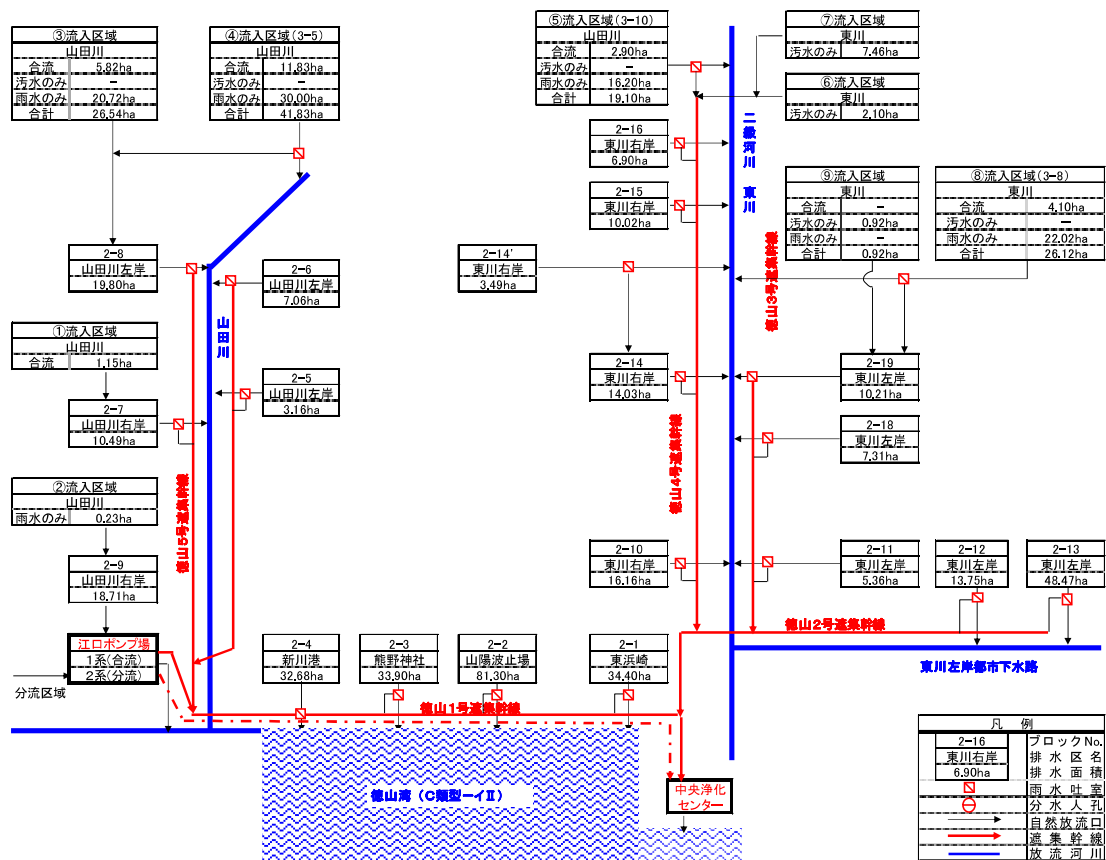 ③流入区域
山田川
合流 5.82ha
汚水のみ －
雨水のみ 20.72ha
合計 26.54ha
④流入区域(3-5)
山田川
合流 11.83ha
汚水のみ －
雨水のみ 30.00ha
合計 41.83ha
⑤流入区域(3-10)
山田川
合流 2.90ha
汚水のみ －
雨水のみ 16.20ha
合計 19.10ha
⑦流入区域
東川
汚水のみ 7.46ha
⑥流入区域
東川
汚水のみ 2.10ha
2-16
東川右岸
6.90ha
2-15
東川右岸
10.02ha
二級河川 東川
⑨流入区域
東川
合流 －
汚水のみ 0.92ha
雨水のみ －
合計 0.92ha
⑧流入区域(3-8)
東川
合流 4.10ha
汚水のみ －
雨水のみ 22.02ha
合計 26.12ha
2-8
山田川左岸
19.80ha
2-6
山田川左岸
7.06ha
2-14'
東川右岸
3.49ha
徳山3号遮集幹線
山田川
①流入区域
山田川
合流 1.15ha
2-7
山田川右岸
10.49ha
2-5
山田川左岸
3.16ha
2-14
東川右岸
14.03ha
2-19
東川左岸
10.21ha
2-18
東川左岸
7.31ha
徳山4号遮集幹線
徳山5号遮集幹線
②流入区域
山田川
雨水のみ 0.23ha
2-9
山田川右岸
18.71ha
2-10
東川右岸
16.16ha
2-11
東川左岸
5.36ha
2-12
東川左岸
13.75ha
2-13
東川左岸
48.47ha
徳山2号遮集幹線
江口ポンプ場
1系(合流)
2系(分流)
分流区域
2-4
新川港
32.68ha
2-3
熊野神社
33.90ha
2-2
山陽波止場
81.30ha
2-1
東浜崎
34.40ha
東川左岸都市下水路
徳山1号遮集幹線
徳山湾（C類型ーイⅡ）
中央浄化
センター
凡 例
2-16 ブロックNo.
東川右岸 排水区名
6.90ha 排水面積
雨水吐室
分水人孔
自然放流口
遮集幹線
放流河川